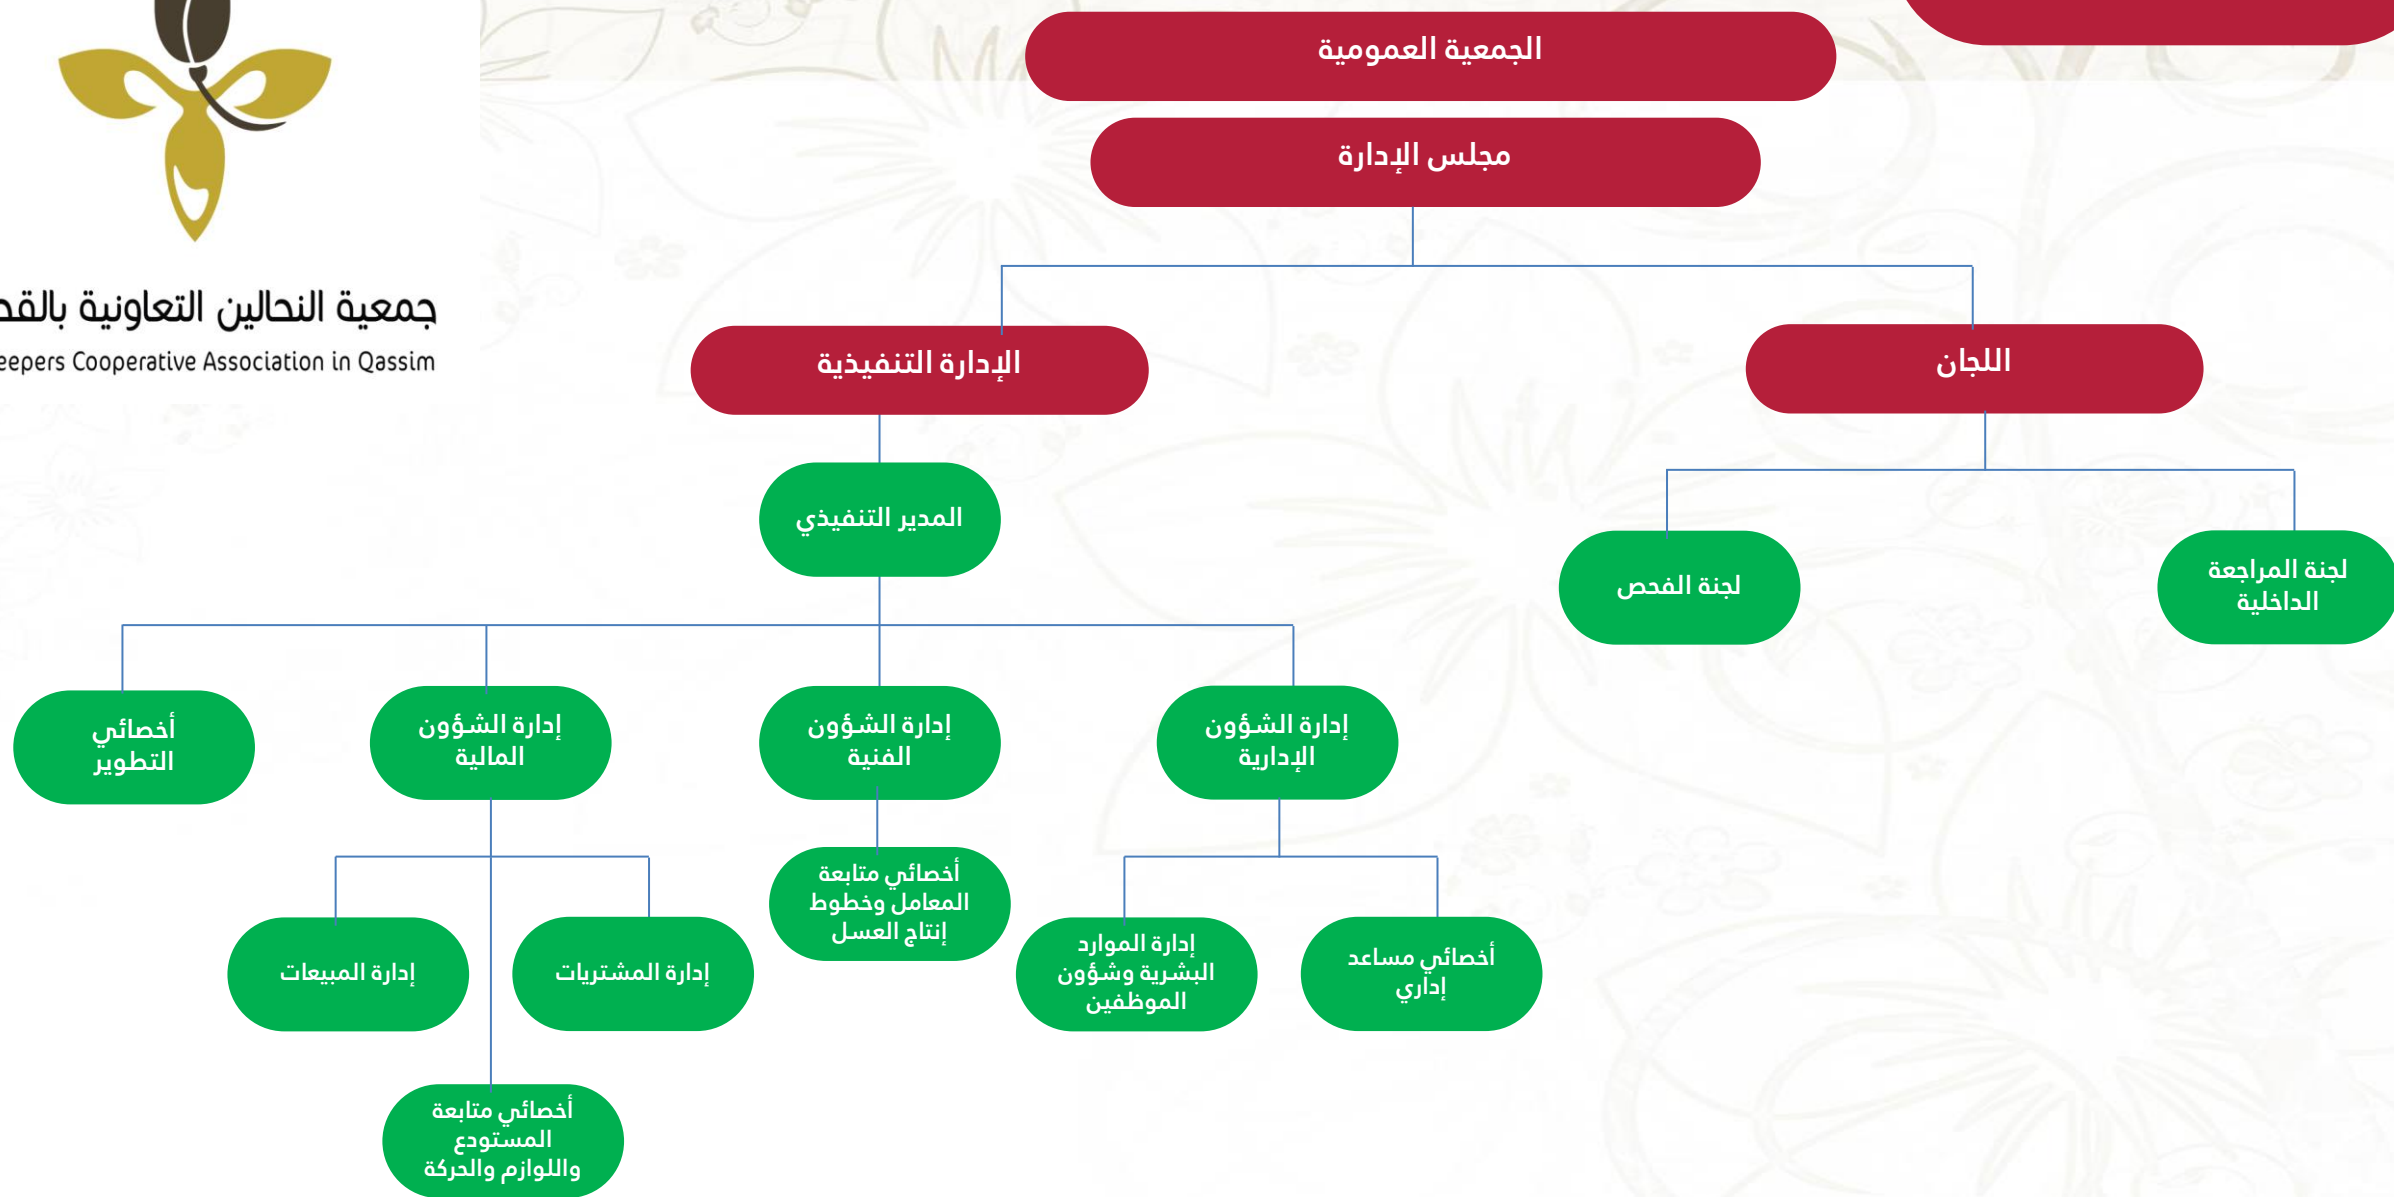 الجمعية العمومية
مجلس الإدارة
جمعية النحالين التعاونية
Cooperative Association in Qassim
الإدارة التنفيذية
اللجان
المدير التنفيذي
لجنة الفحص
لجنة المراجعة
الداخلية
إدارة الشؤون
الإدارية
إدارة الشؤون
الفنية
إدارة الشؤون
المالية
أخصائي
التطوير
أخصائي مساعد
إداري
إدارة الموارد
البشرية وشؤون
الموظفين
أخصائي متابعة
المعامل وخطوط
إنتاج العسل
إدارة المشتريات
إدارة المبيعات
أخصائي متابعة
المستودع
واللوازم والحركة